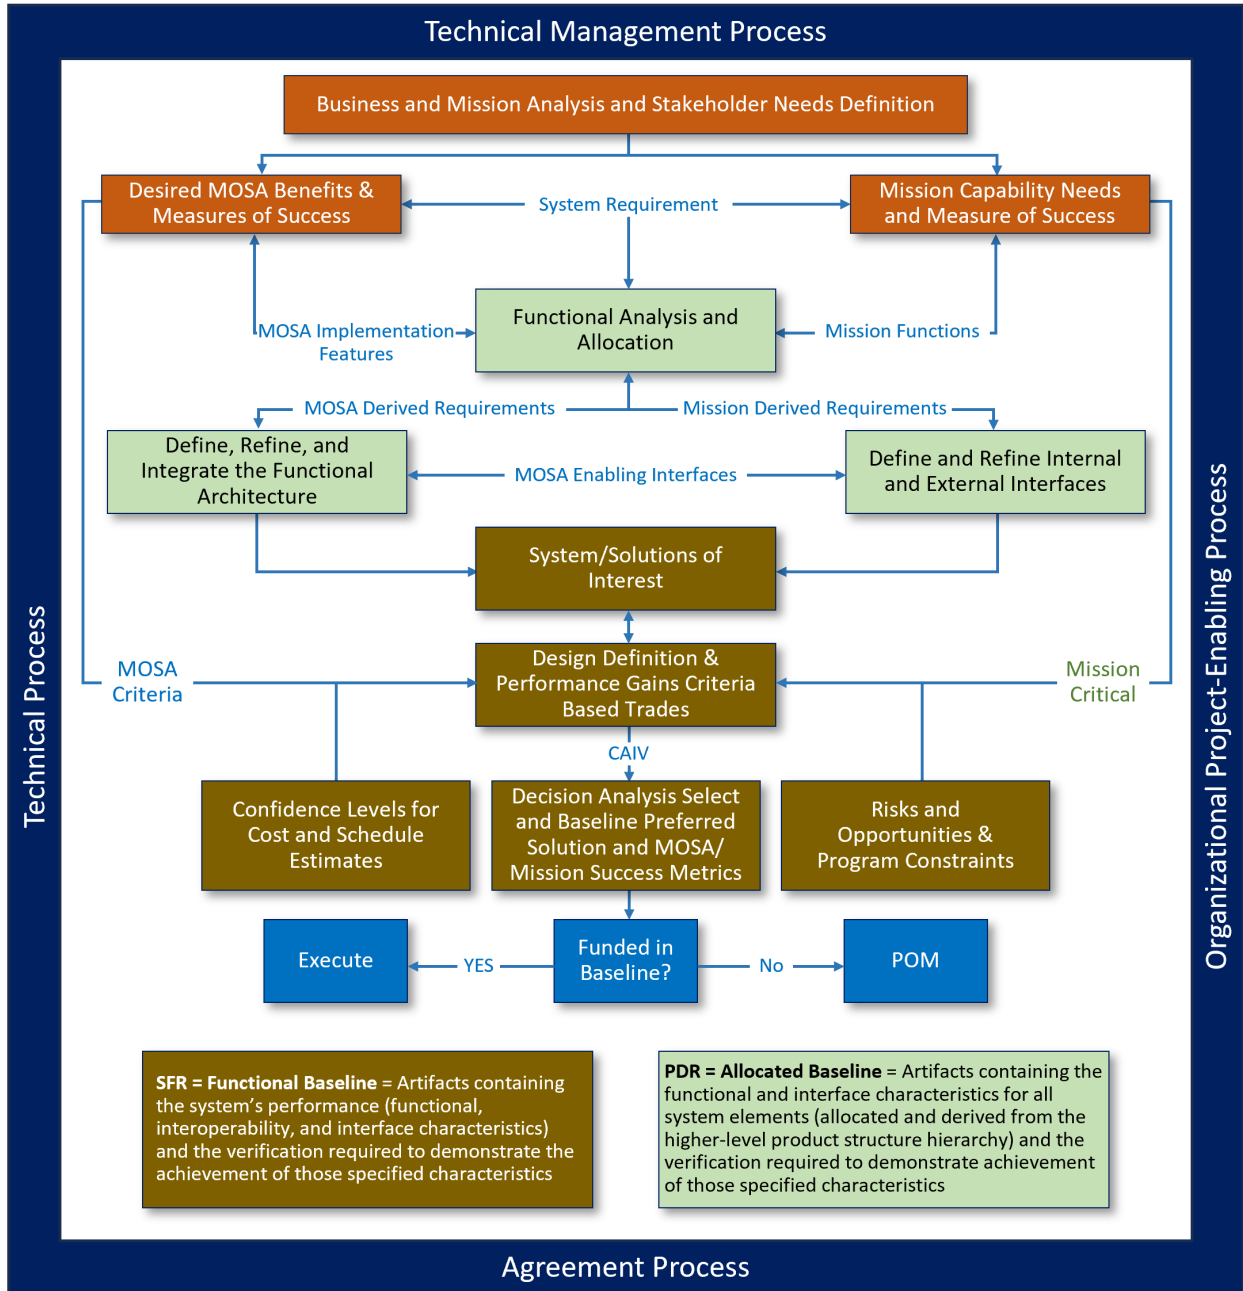 Technical Management Process
Business and Mission Analysis and Stakeholder Needs Definition
Desired MOSA Benefits &
Measures of Success
System Requirement
Mission Capability Needs
and Measure of Success
MOSA Implementation
Features
Functional Analysis and
Allocation
Mission Functions
MOSA Derived Requirements
Mission Derived Requirements
Define, Refine, and
Integrate the Functional
Architecture
MOSA Enabling Interfaces
Define and Refine Internal
and External Interfaces
System/Solutions of
Interest
MOSA
Criteria
Design Definition &
Performance Gains Criteria
Based Trades
Mission
Critical
CAIV
Confidence Levels for
Cost and Schedule
Estimates
Decision Analysis Select
and Baseline Preferred
Solution and MOSA/
Mission Success Metrics
Risks and
Opportunities &
Program Constraints
Execute
YES
Funded in
Baseline?
No
POM
SFR = Functional Baseline = Artifacts containing
the system’s performance (functional,
interoperability, and interface characteristics)
and the verification required to demonstrate the
achievement of those specified characteristics
PDR = Allocated Baseline = Artifacts containing the
functional and interface characteristics for all
system elements (allocated and derived from the
higher-level product structure hierarchy) and the
verification required to demonstrate achievement
of those specified characteristics
Technical Process
Organizational Project-Enabling Process
Agreement Process